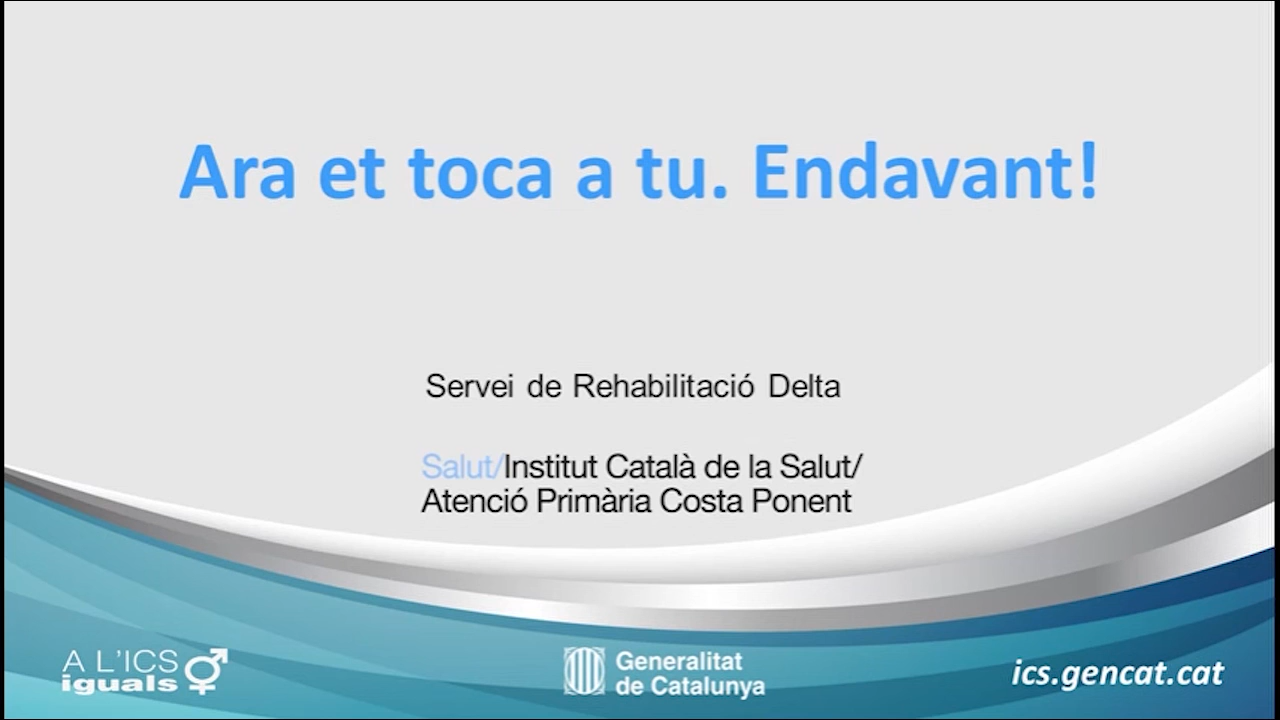 Ara et toca a tu. Endavant!
Servei de Rehabilitació Delta
Salut/Institut Català de la Salut/
Atenció Primària Costa Ponent
A L'ICS
iguals
Generalitat
de Catalunya
ics.gencat.cat